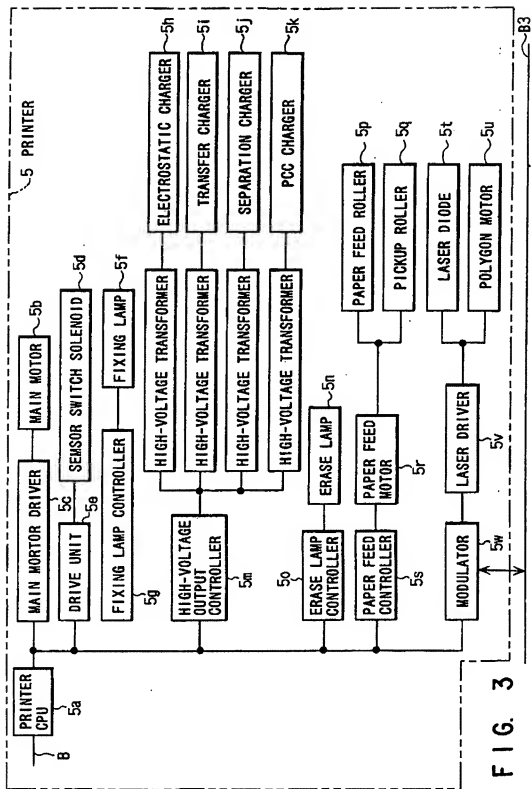 5 PRINTER
PRINTER
CPU
5a
B
MAIN MORTOR DRIVER
5c
MAIN MOTOR
5b
DRIVE UNIT
5e
SEMSOR SWITCH SOLENOID
5d
FIXING LAMP CONTROLLER
5g
FIXING LAMP
5f
HIGH-VOLTAGE
OUTPUT
CONTROLLER
5m
HIGH-VOLTAGE TRANSFORMER
ELECTROSTATIC CHARGER
5h
HIGH-VOLTAGE TRANSFORMER
TRANSFER CHARGER
5i
HIGH-VOLTAGE TRANSFORMER
SEPARATION CHARGER
5j
HIGH-VOLTAGE TRANSFORMER
PCC CHARGER
5k
5o
ERASE LAMP
CONTROLLER
ERASE LAMP
5n
PAPER FEED
CONTROLLER
5s
PAPER FEED
MOTOR
5r
PAPER FEED ROLLER
5p
PICKUP ROLLER
5q
MODULATOR
5w
LASER DRIVER
5v
LASER DIODE
5t
POLYGON MOTOR
5u
B3
FIG. 3